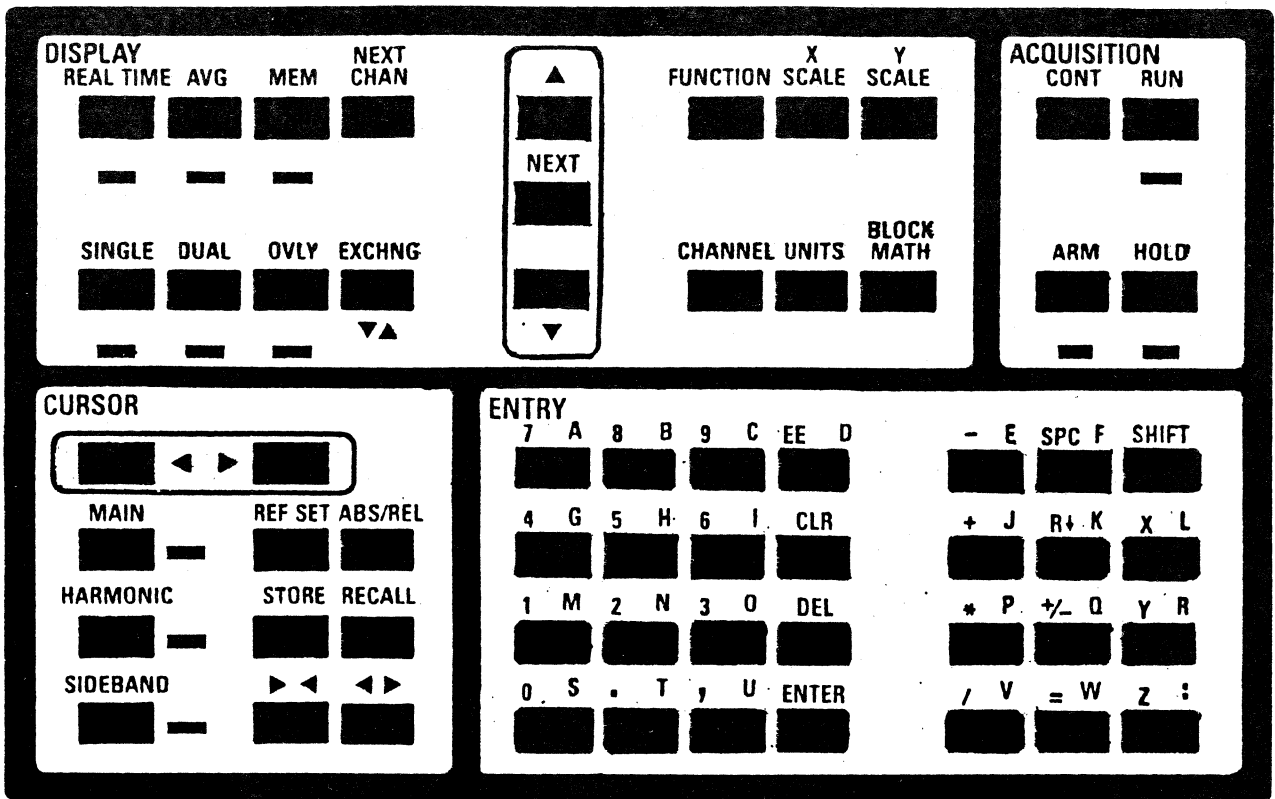 DISPLAY
REAL TIME AVG MEM NEXT CHAN
NEXT
FUNCTION X SCALE Y SCALE
SINGLE DUAL OVLY EXCHNG
▼▲
CHANNEL UNITS BLOCK MATH
ACQUISITION
CONT RUN
ARM HOLD
CURSOR
◄ ►
MAIN REF SET ABS/REL
HARMONIC STORE RECALL
SIDEBAND ► ◄ ◄ ►
ENTRY
7 A 8 B 9 C EE D - E SPC F SHIFT
4 G 5 H 6 I CLR + J R↓ K X L
1 M 2 N 3 O DEL * P +/- Q Y R
0 S . T , U ENTER / V = W Z :